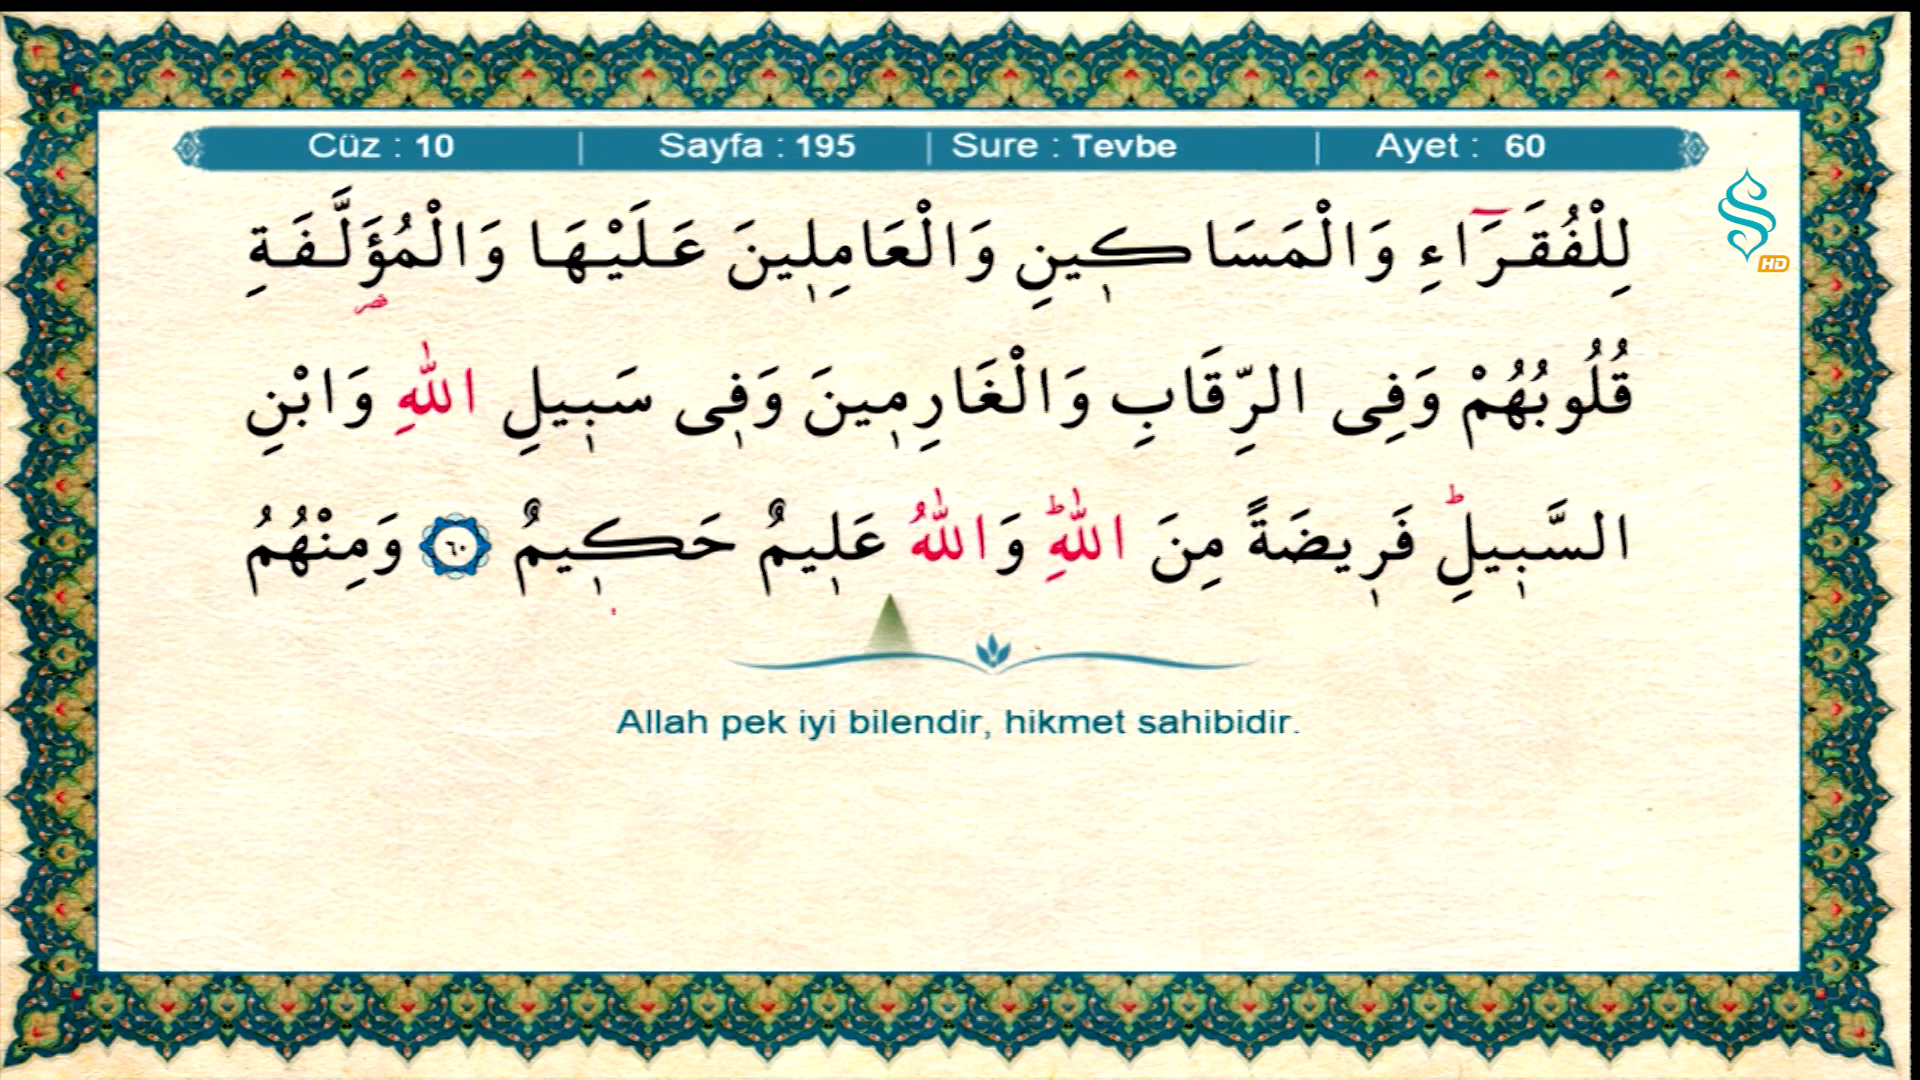 Cüz : 10 | Sayfa : 195 | Sure : Tevbe | Ayet : 60
لِلْفُقَرَٓاءِ وَالْمَسَاك۪ينِ وَالْعَامِل۪ينَ عَلَيْهَا وَالْمُؤَلَّفَةِ
قصر
قُلُوبُهُمْ وَفِى الرِّقَابِ وَالْغَارِم۪ينَ وَف۪ى سَب۪يلِ اللّٰهِ وَابْنِ
السَّب۪يلِۜ فَر۪يضَةً مِنَ اللّٰهِۜ وَاللّٰهُ عَل۪يمٌ حَك۪يمٌ ٦٠ وَمِنْهُمُ
Allah pek iyi bilendir, hikmet sahibidir.
HD